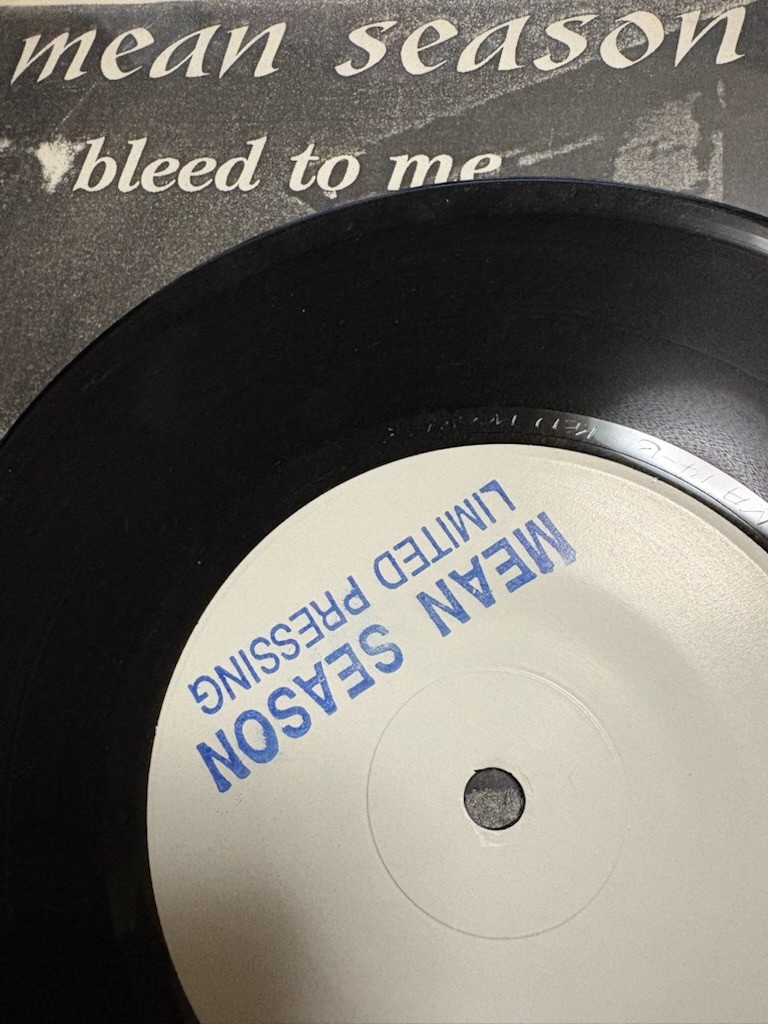 mean season
bleed to me
MEAN SEASON
LIMITED PRESSING